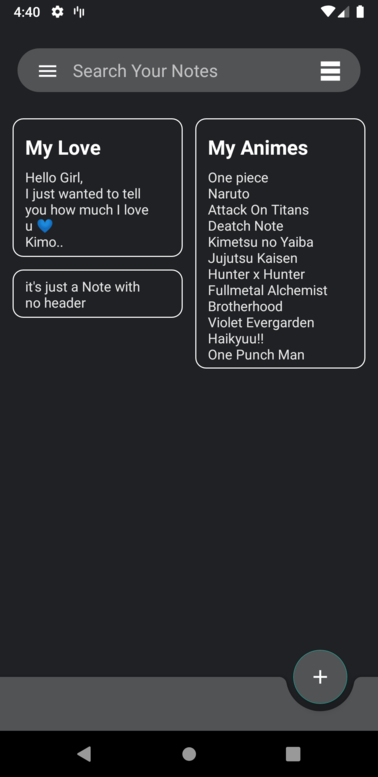 4:40
Search Your Notes
My Love
Hello Girl,
I just wanted to tell
you how much I love
u 💙
Kimo..
it's just a Note with
no header
My Animes
One piece
Naruto
Attack On Titans
Deatch Note
Kimetsu no Yaiba
Jujutsu Kaisen
Hunter x Hunter
Fullmetal Alchemist
Brotherhood
Violet Evergarden
Haikyuu!!
One Punch Man